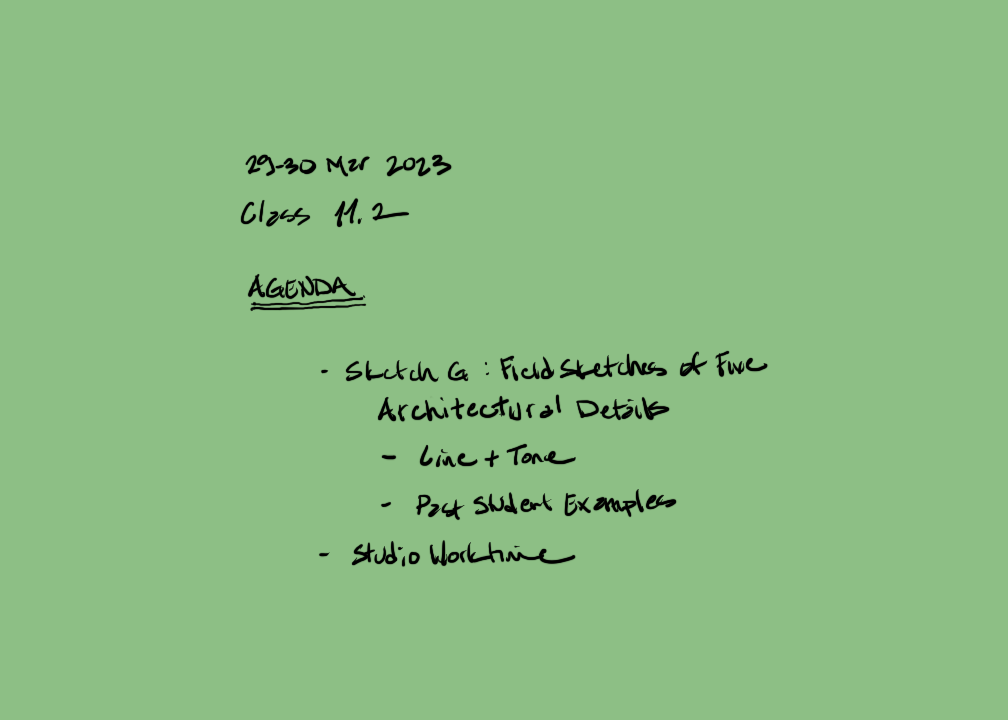 29-30 Mar 2023
Class 11.2
AGENDA
- Sketch G : Field Sketches of Five
Architectural Details
- Line + Tone
- Past Student Examples
- Studio Worktime